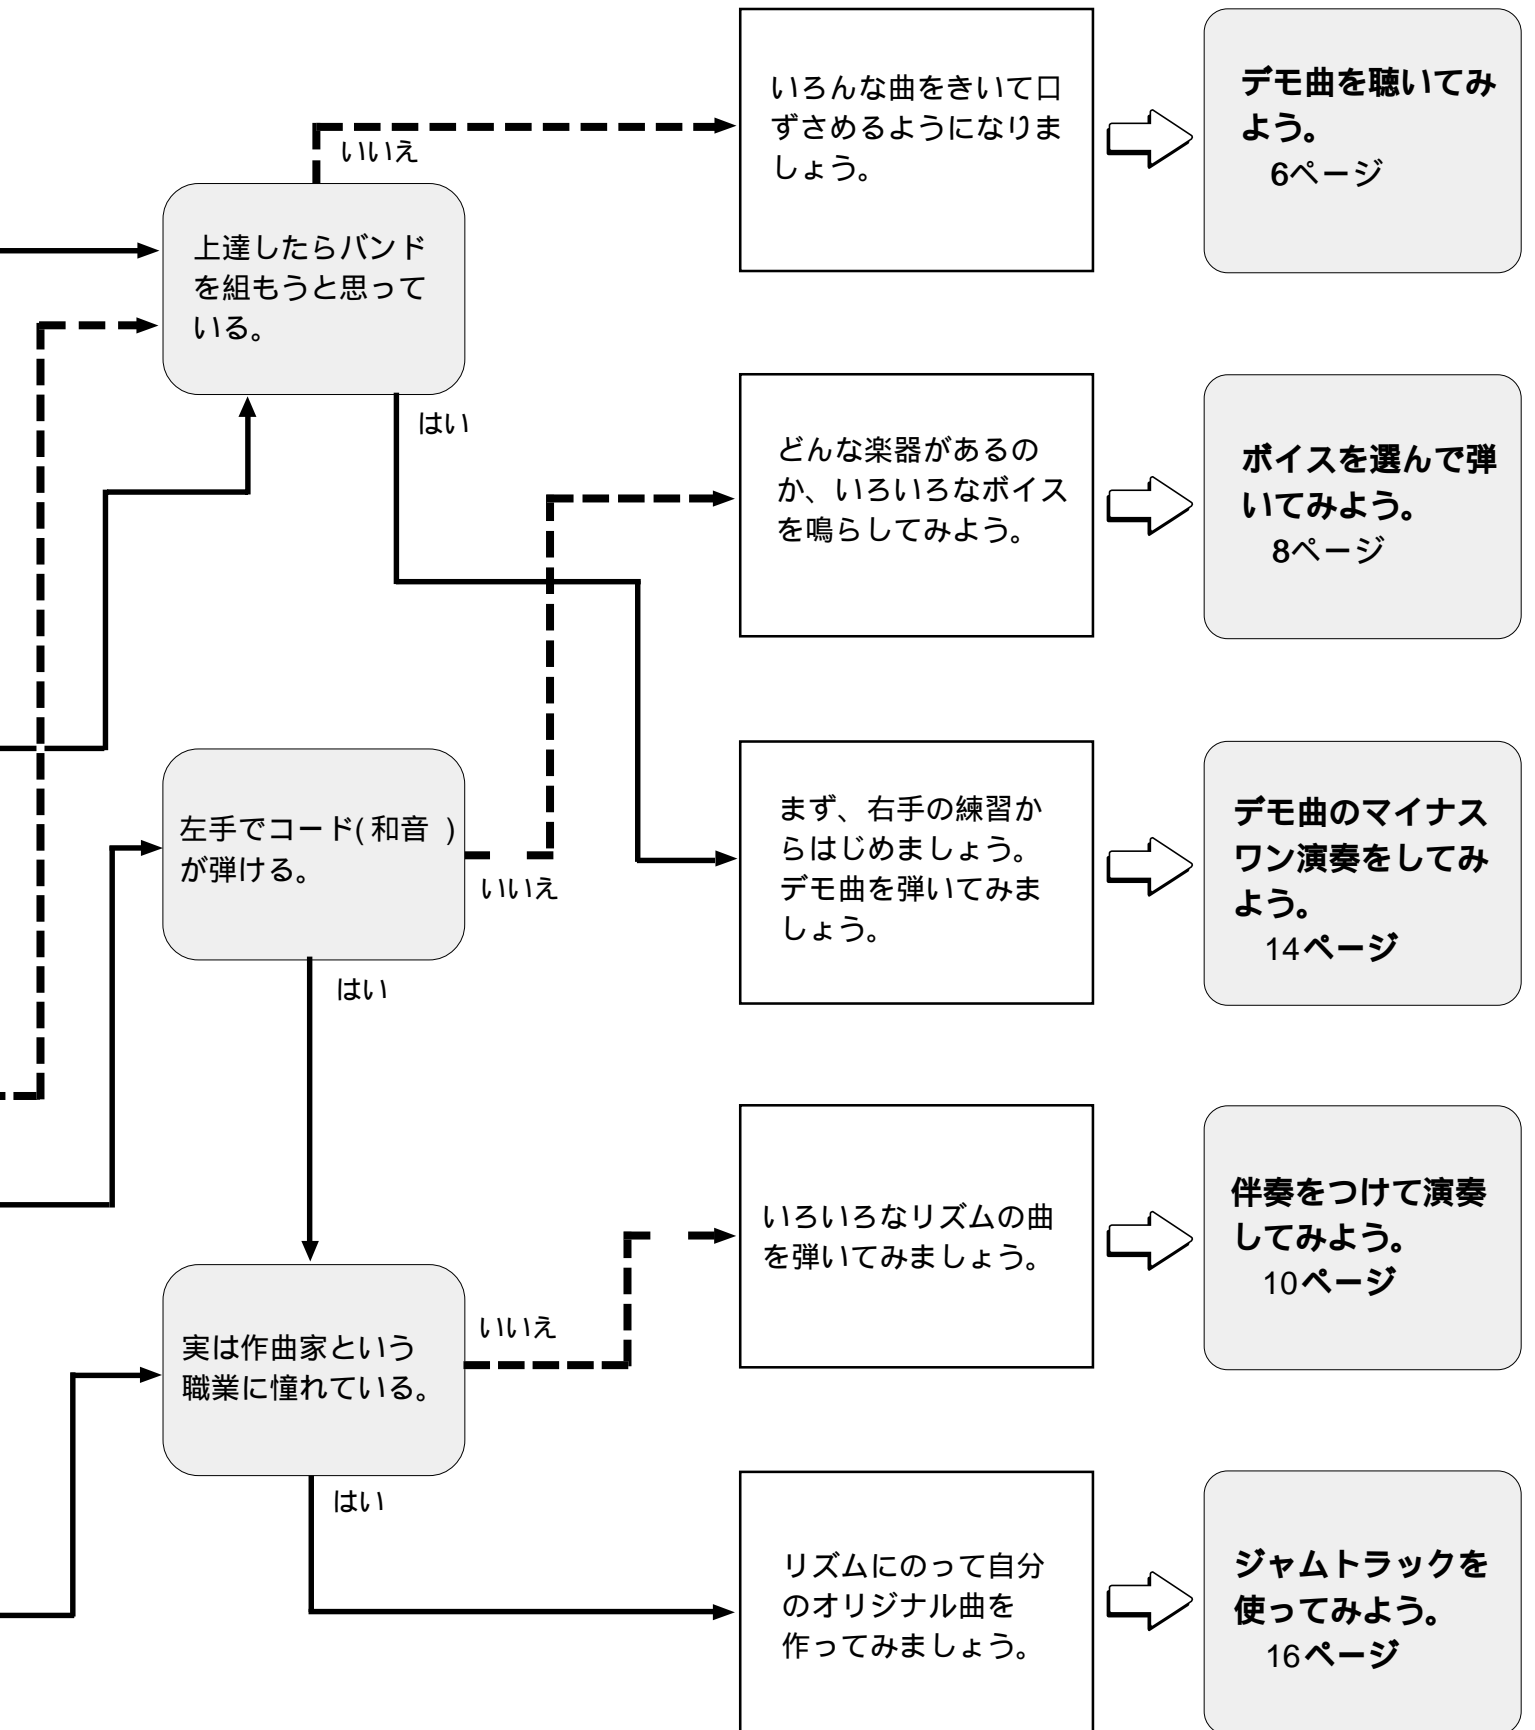 いろんな曲をきいて口
ずさめるようになりま
しょう。
デモ曲を聴いてみ
よう。
6ページ
いいえ
上達したらバンド
を組もうと思って
いる。
はい
どんな楽器があるの
か、いろいろなボイス
を鳴らしてみよう。
ボイスを選んで弾
いてみよう。
8ページ
左手でコード(和音 )
が弾ける。
いいえ
はい
まず、右手の練習か
らはじめましょう。
デモ曲を弾いてみま
しょう。
デモ曲のマイナス
ワン演奏をしてみ
よう。
14ページ
いろいろなリズムの曲
を弾いてみましょう。
伴奏をつけて演奏
してみよう。
10ページ
実は作曲家という
職業に憧れている。
いいえ
はい
リズムにのって自分
のオリジナル曲を
作ってみましょう。
ジャムトラックを
使ってみよう。
16ページ